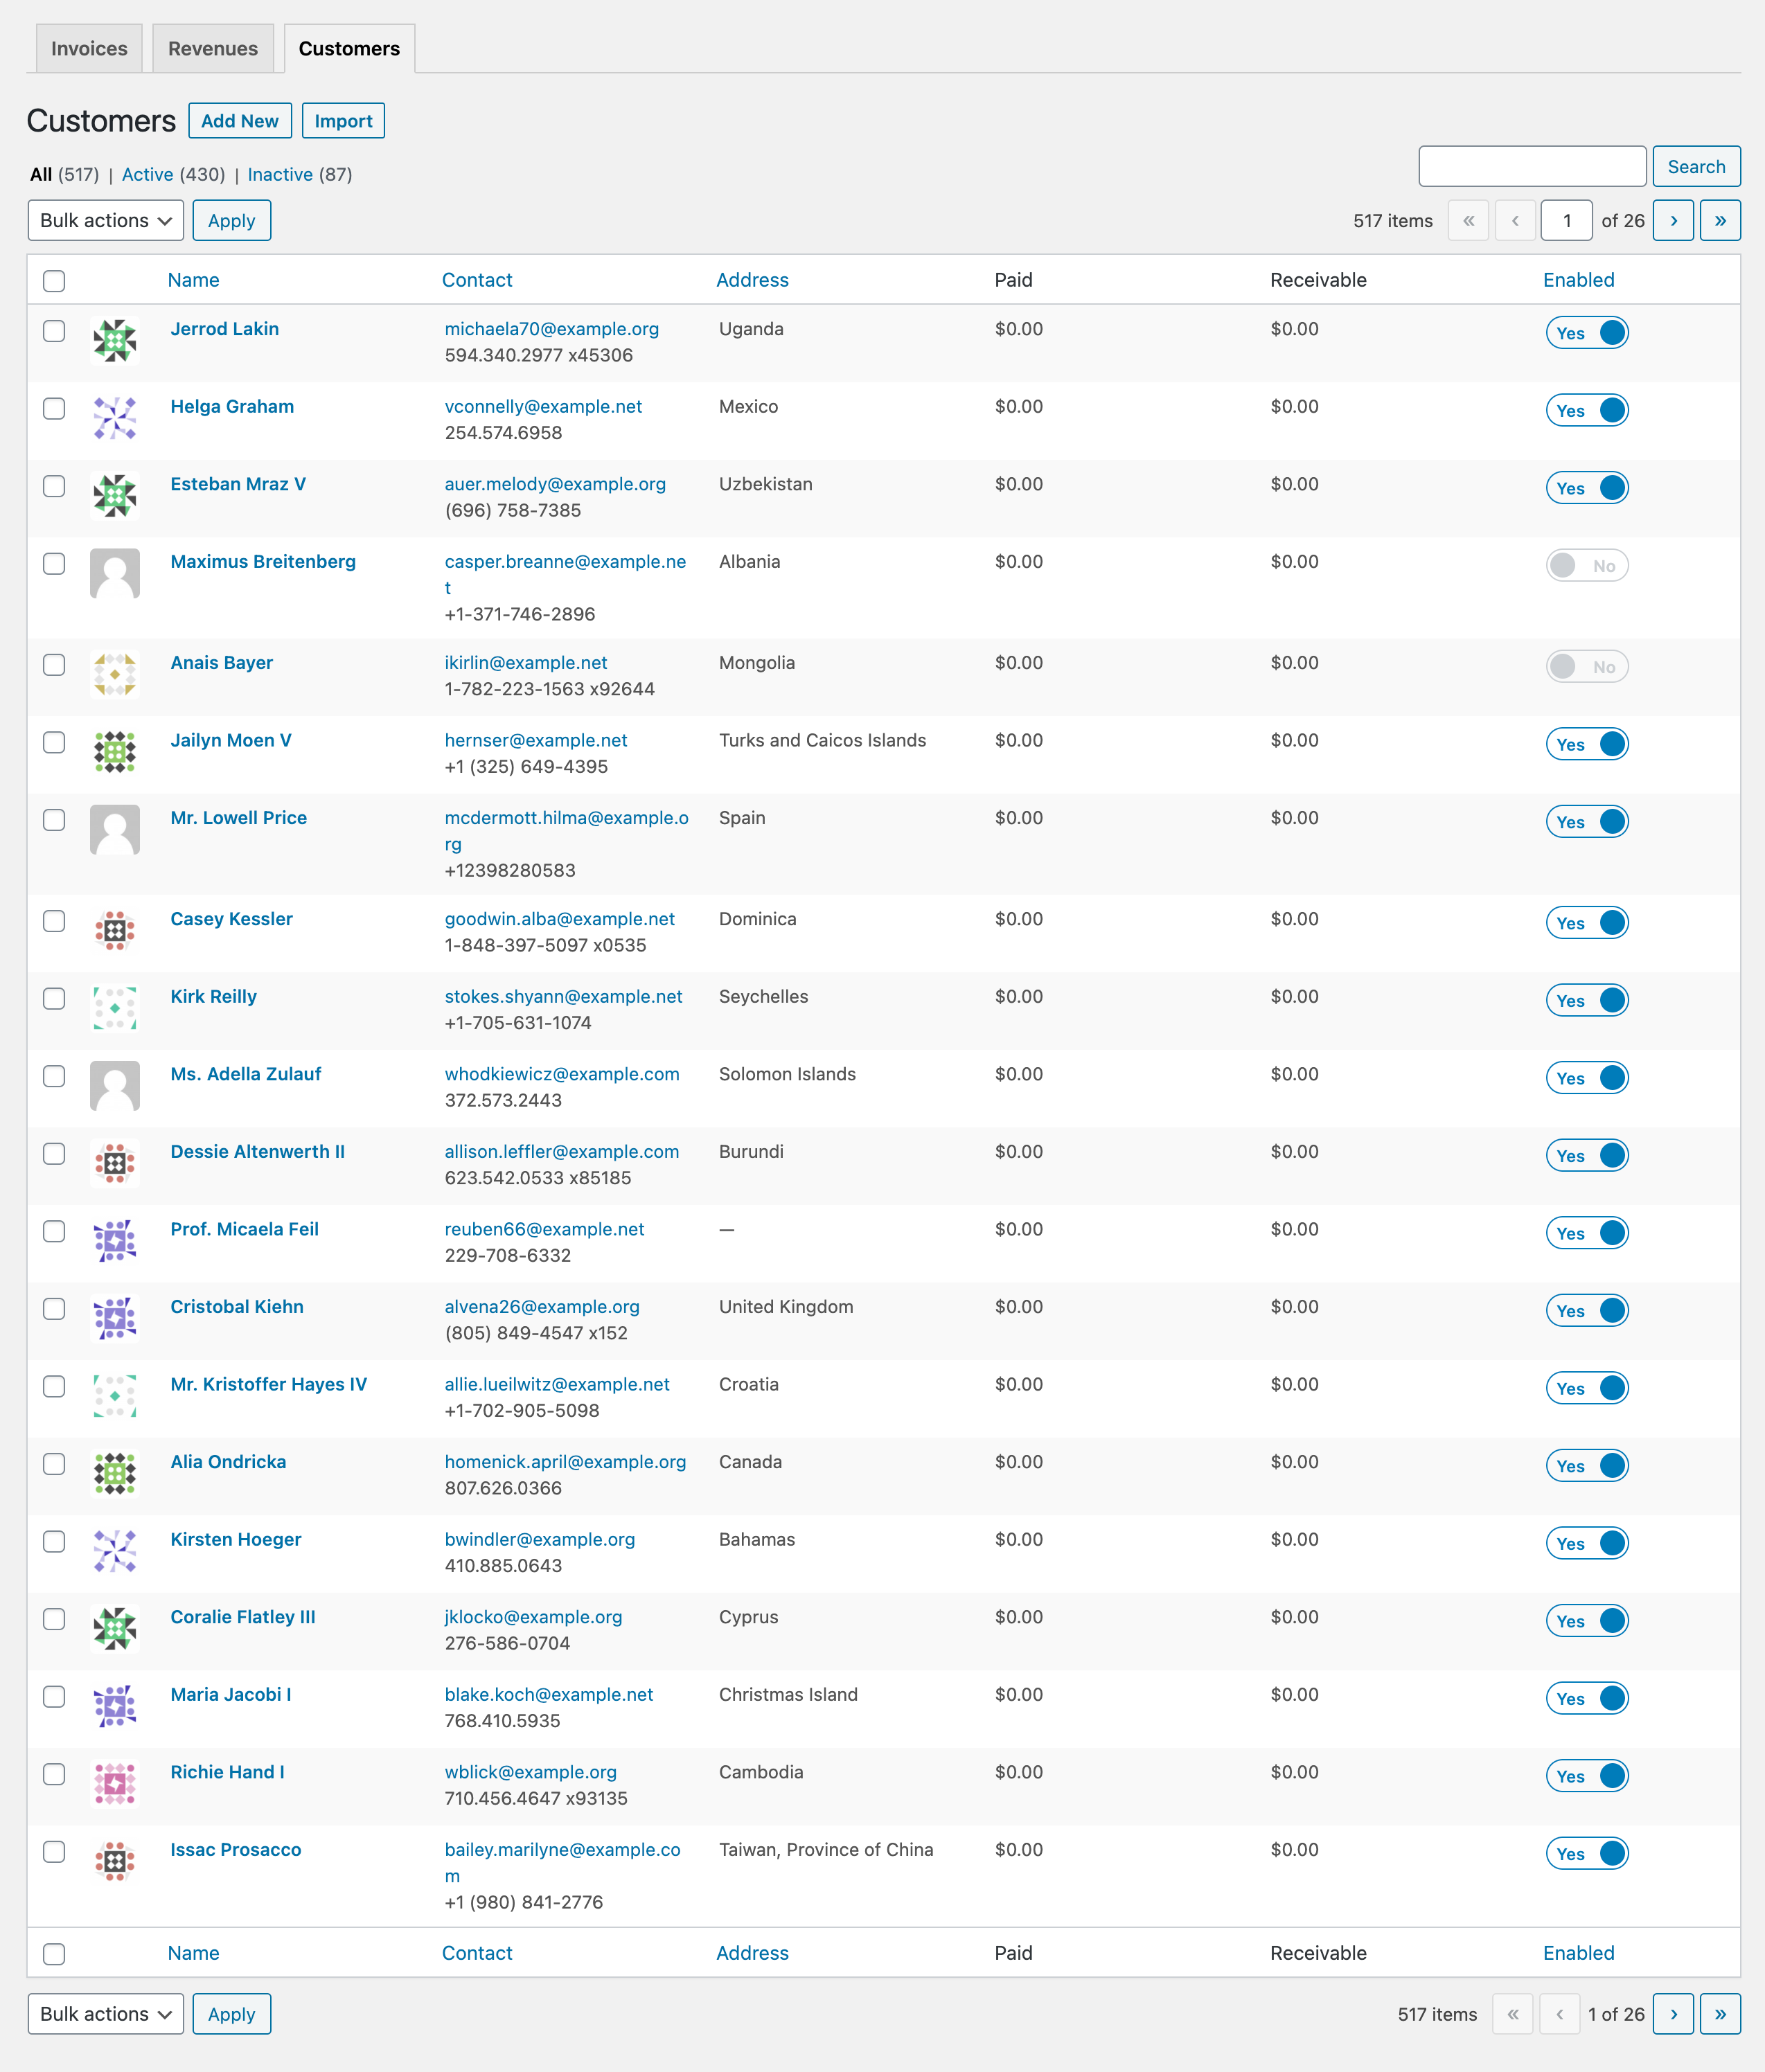 Invoices Revenues Customers
Customers Add New Import
All (517) | Active (430) | Inactive (87)
Search
Bulk actions Apply
517 items « ‹ 1 of 26 › »
Name Contact Address Paid Receivable Enabled
Jerrod Lakin michaela70@example.org Uganda $0.00 $0.00 Yes
594.340.2977 x45306
Helga Graham vconnelly@example.net Mexico $0.00 $0.00 Yes
254.574.6958
Esteban Mraz V auer.melody@example.org Uzbekistan $0.00 $0.00 Yes
(696) 758-7385
Maximus Breitenberg casper.breanne@example.ne Albania $0.00 $0.00 No
t
+1-371-746-2896
Anais Bayer ikirlin@example.net Mongolia $0.00 $0.00 No
1-782-223-1563 x92644
Jailyn Moen V hernser@example.net Turks and Caicos Islands $0.00 $0.00 Yes
+1 (325) 649-4395
Mr. Lowell Price mcdermott.hilma@example.o Spain $0.00 $0.00 Yes
rg
+12398280583
Casey Kessler goodwin.alba@example.net Dominica $0.00 $0.00 Yes
1-848-397-5097 x0535
Kirk Reilly stokes.shyann@example.net Seychelles $0.00 $0.00 Yes
+1-705-631-1074
Ms. Adella Zulauf whodkiewicz@example.com Solomon Islands $0.00 $0.00 Yes
372.573.2443
Dessie Altenwerth II allison.leffler@example.com Burundi $0.00 $0.00 Yes
623.542.0533 x85185
Prof. Micaela Feil reuben66@example.net — $0.00 $0.00 Yes
229-708-6332
Cristobal Kiehn alvena26@example.org United Kingdom $0.00 $0.00 Yes
(805) 849-4547 x152
Mr. Kristoffer Hayes IV allie.lueilwitz@example.net Croatia $0.00 $0.00 Yes
+1-702-905-5098
Alia Ondricka homenick.april@example.org Canada $0.00 $0.00 Yes
807.626.0366
Kirsten Hoeger bwindler@example.org Bahamas $0.00 $0.00 Yes
410.885.0643
Coralie Flatley III jklocko@example.org Cyprus $0.00 $0.00 Yes
276-586-0704
Maria Jacobi I blake.koch@example.net Christmas Island $0.00 $0.00 Yes
768.410.5935
Richie Hand I wblick@example.org Cambodia $0.00 $0.00 Yes
710.456.4647 x93135
Issac Prosacco bailey.marilyne@example.co Taiwan, Province of China $0.00 $0.00 Yes
m
+1 (980) 841-2776
Name Contact Address Paid Receivable Enabled
Bulk actions Apply 517 items « ‹ 1 of 26 › »